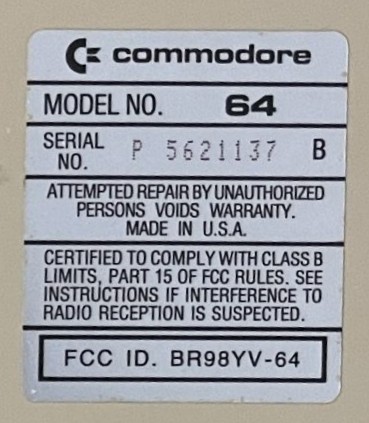 commodore
MODEL NO. 64
SERIAL NO. P 5621137 B
ATTEMPTED REPAIR BY UNAUTHORIZED
PERSONS VOIDS WARRANTY.
MADE IN U.S.A.
CERTIFIED TO COMPLY WITH CLASS B
LIMITS, PART 15 OF FCC RULES. SEE
INSTRUCTIONS IF INTERFERENCE TO
RADIO RECEPTION IS SUSPECTED.
FCC ID. BR98YV-64